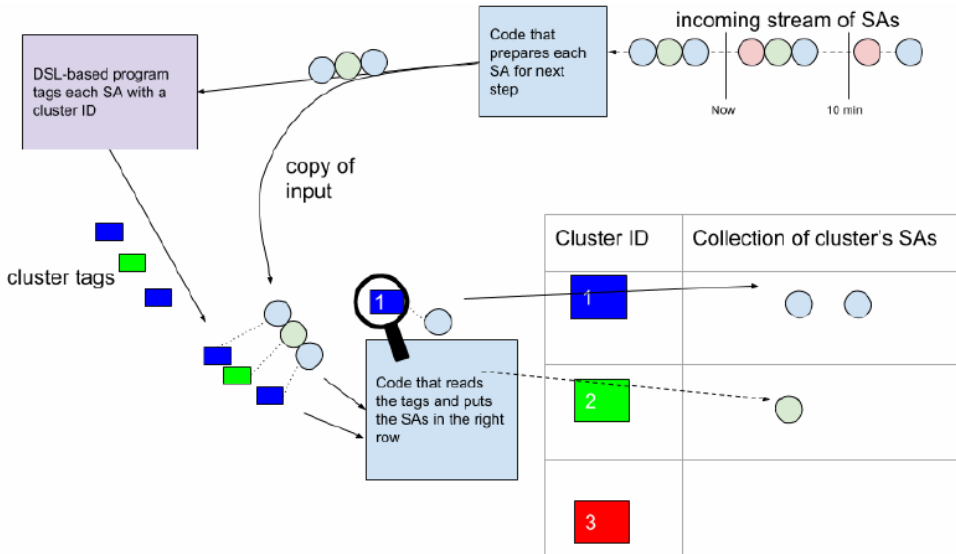 incoming stream of SAs
Code that
prepares each
SA for next
step
Now
10 min
DSL-based program
tags each SA with a
cluster ID
copy of
input
cluster tags
Cluster ID
Collection of cluster's SAs
1
1
2
3
Code that reads
the tags and puts
the SAs in the right
row